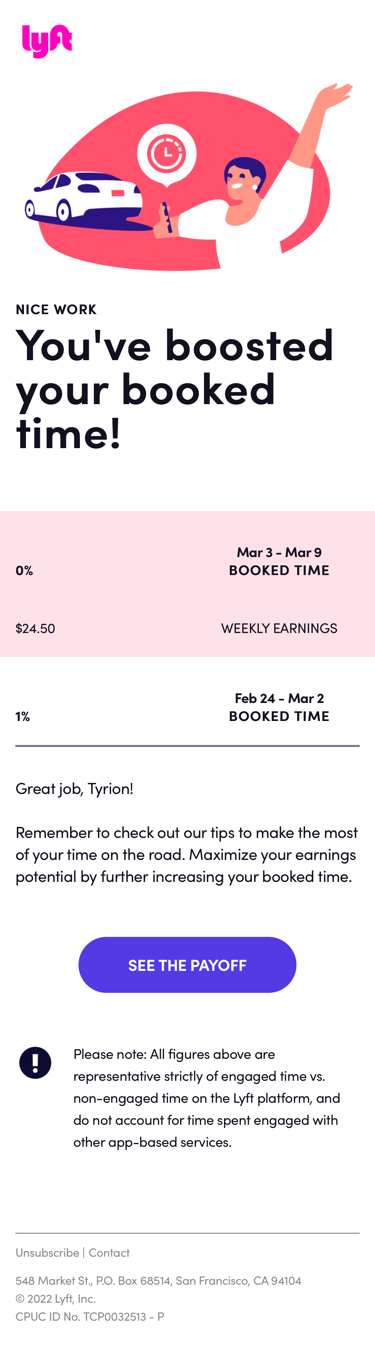 lyft
NICE WORK
You've boosted
your booked
time!
Mar 3 - Mar 9
0% BOOKED TIME
$24.50 WEEKLY EARNINGS
Feb 24 - Mar 2
1% BOOKED TIME
Great job, Tyrion!
Remember to check out our tips to make the most
of your time on the road. Maximize your earnings
potential by further increasing your booked time.
SEE THE PAYOFF
Please note: All figures above are
representative strictly of engaged time vs.
non-engaged time on the Lyft platform, and
do not account for time spent engaged with
other app-based services.
Unsubscribe | Contact
548 Market St., P.O. Box 68514, San Francisco, CA 94104
© 2022 Lyft, Inc.
CPUC ID No. TCP0032513 - P